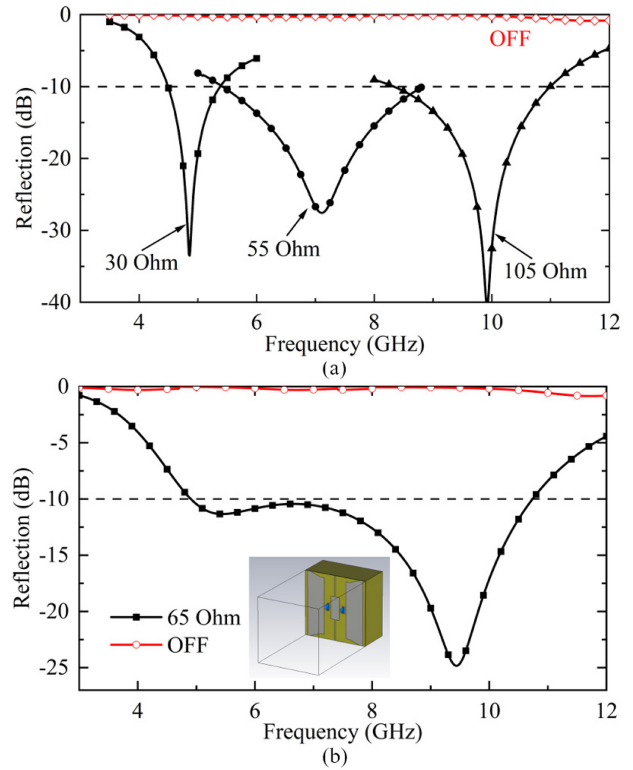 0
OFF
-10
-20
-30
-40
Reflection (dB)
30 Ohm
55 Ohm
105 Ohm
4 6 8 10 12
Frequency (GHz)
(a)
0
-5
-10
-15
-20
-25
Reflection (dB)
65 Ohm
OFF
4 6 8 10 12
Frequency (GHz)
(b)